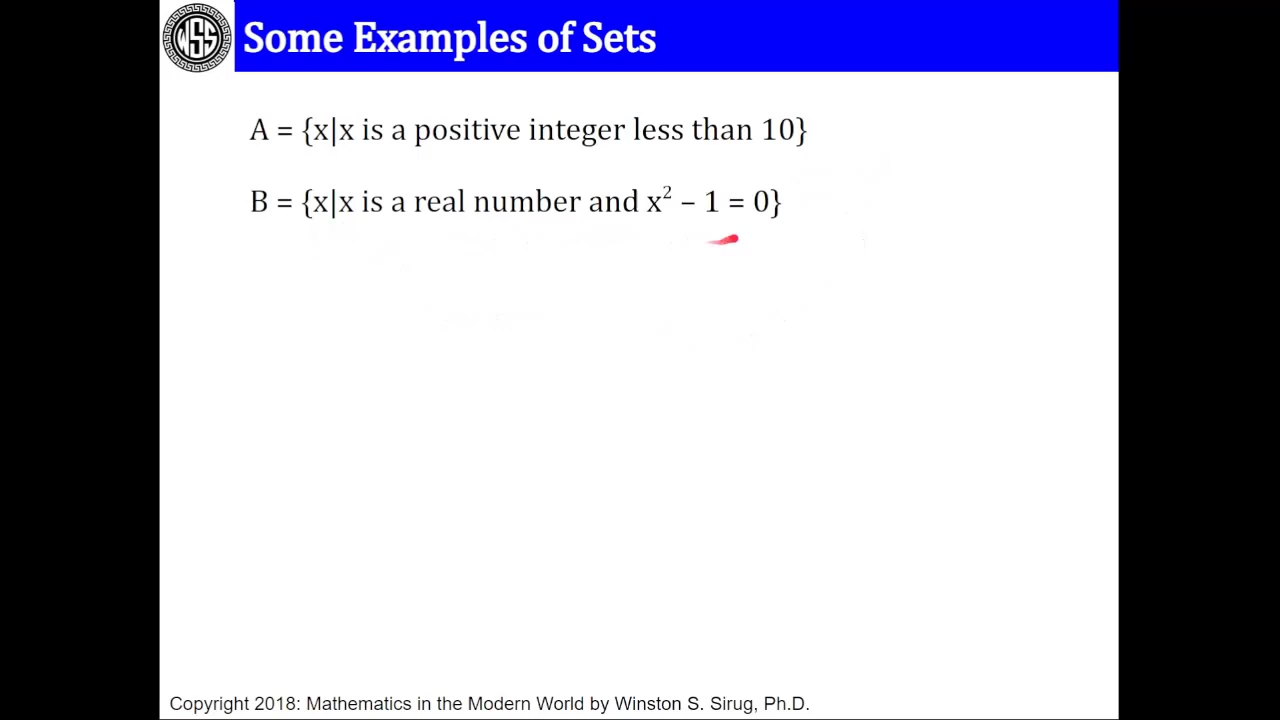 WSS
Some Examples of Sets
A = {x|x is a positive integer less than 10}
B = {x|x is a real number and x² – 1 = 0}
Copyright 2018: Mathematics in the Modern World by Winston S. Sirug, Ph.D.